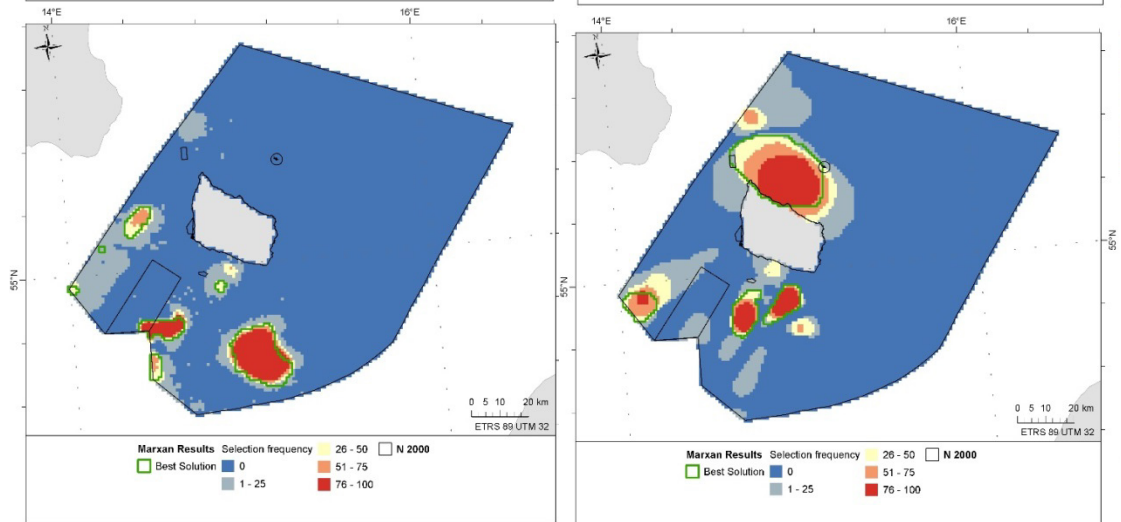 14°E
16°E
N
55°N
0 5 10 20 km
ETRS 89 UTM 32
Marxan Results Selection frequency 26 - 50 N 2000
Best Solution 0 51 - 75
1 - 25 76 - 100
14°E
16°E
N
55°N
55°N
0 5 10 20 km
ETRS 89 UTM 32
Marxan Results Selection frequency 26 - 50 N 2000
Best Solution 0 51 - 75
1 - 25 76 - 100